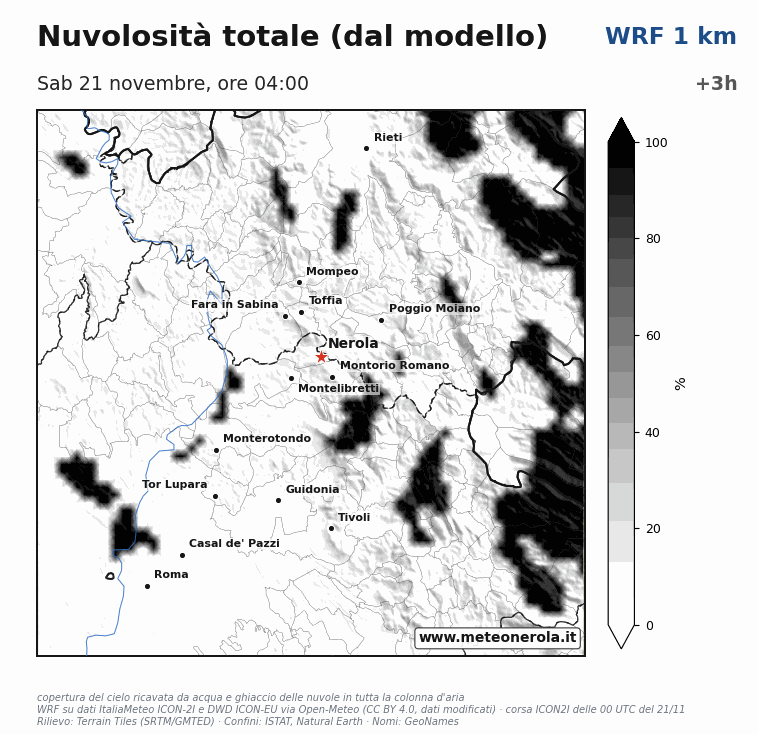 Nuvolosità totale (dal modello)
WRF 1 km
Sab 21 novembre, ore 04:00
+3h
Rieti
Mompeo
Fara in Sabina
Toffia
Poggio Moiano
Nerola
Montorio Romano
Montelibretti
Monterotondo
Tor Lupara
Guidonia
Tivoli
Casal de' Pazzi
Roma
www.meteonerola.it
100
80
60
40
20
0
%
copertura del cielo ricavata da acqua e ghiaccio delle nuvole in tutta la colonna d'aria
WRF su dati ItaliaMeteo ICON-2I e DWD ICON-EU via Open-Meteo (CC BY 4.0, dati modificati) · corsa ICON2I delle 00 UTC del 21/11
Rilievo: Terrain Tiles (SRTM/GMTED) · Confini: ISTAT, Natural Earth · Nomi: GeoNames